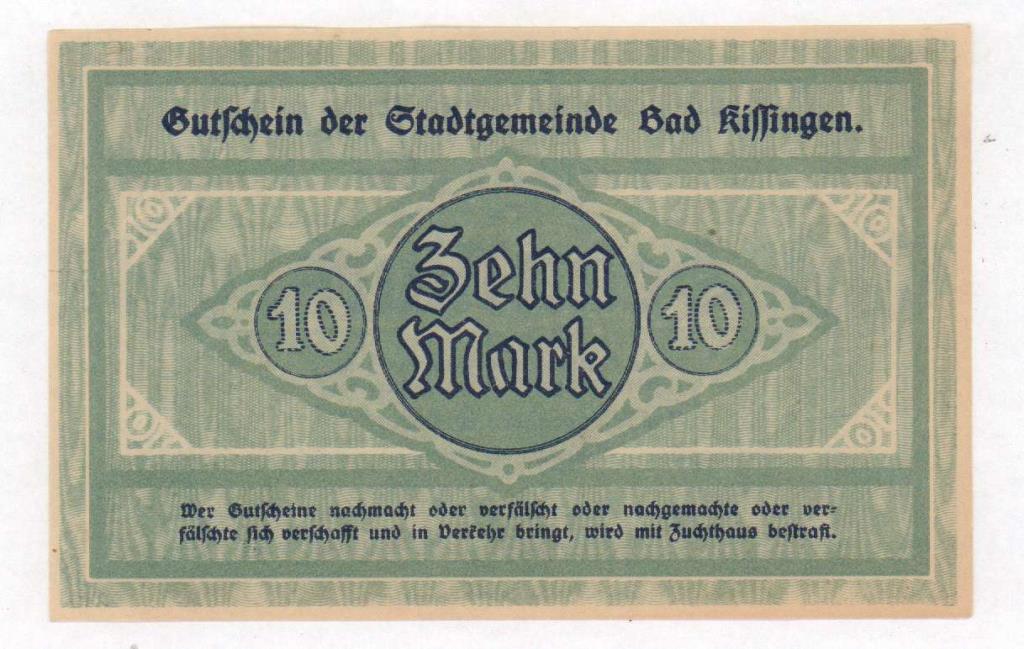 Gutschein der Stadtgemeinde Bad Kissingen.
Zehn
10 10
Mark
Wer Gutscheine nachmacht oder verfälscht oder nachgemachte oder ver=
fälschte sich verschafft und in Verkehr bringt, wird mit Zuchthaus bestraft.